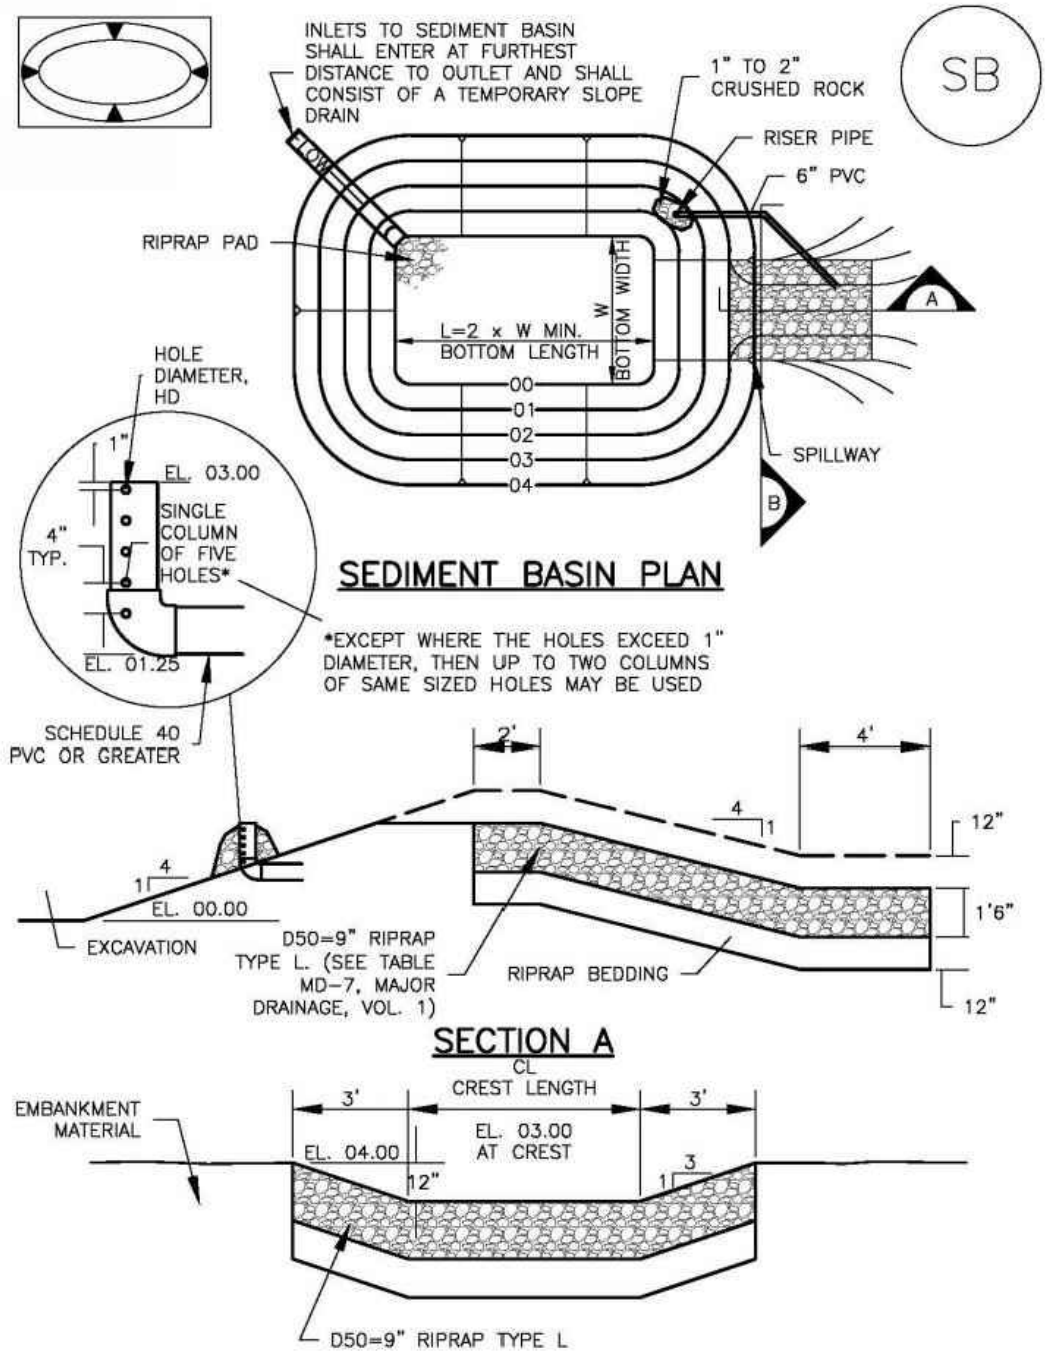 INLETS TO SEDIMENT BASIN
SHALL ENTER AT FURTHEST
DISTANCE TO OUTLET AND SHALL
CONSIST OF A TEMPORARY SLOPE
DRAIN
1" TO 2"
CRUSHED ROCK
SB
RISER PIPE
6" PVC
FLOW
RIPRAP PAD
W
BOTTOM WIDTH
L=2 x W MIN.
BOTTOM LENGTH
A
00
01
02
03
04
SPILLWAY
B
HOLE
DIAMETER,
HD
1"
EL. 03.00
4"
TYP.
SINGLE
COLUMN
OF FIVE
HOLES*
EL. 01.25
SEDIMENT BASIN PLAN
*EXCEPT WHERE THE HOLES EXCEED 1"
DIAMETER, THEN UP TO TWO COLUMNS
OF SAME SIZED HOLES MAY BE USED
SCHEDULE 40
PVC OR GREATER
2'
4'
4
1
12"
4
1
EL. 00.00
1'6"
EXCAVATION
D50=9" RIPRAP
TYPE L. (SEE TABLE
MD-7, MAJOR
DRAINAGE, VOL. 1)
RIPRAP BEDDING
12"
SECTION A
CL
CREST LENGTH
3'
3'
EMBANKMENT
MATERIAL
EL. 04.00
EL. 03.00
AT CREST
12"
3
1
D50=9" RIPRAP TYPE L